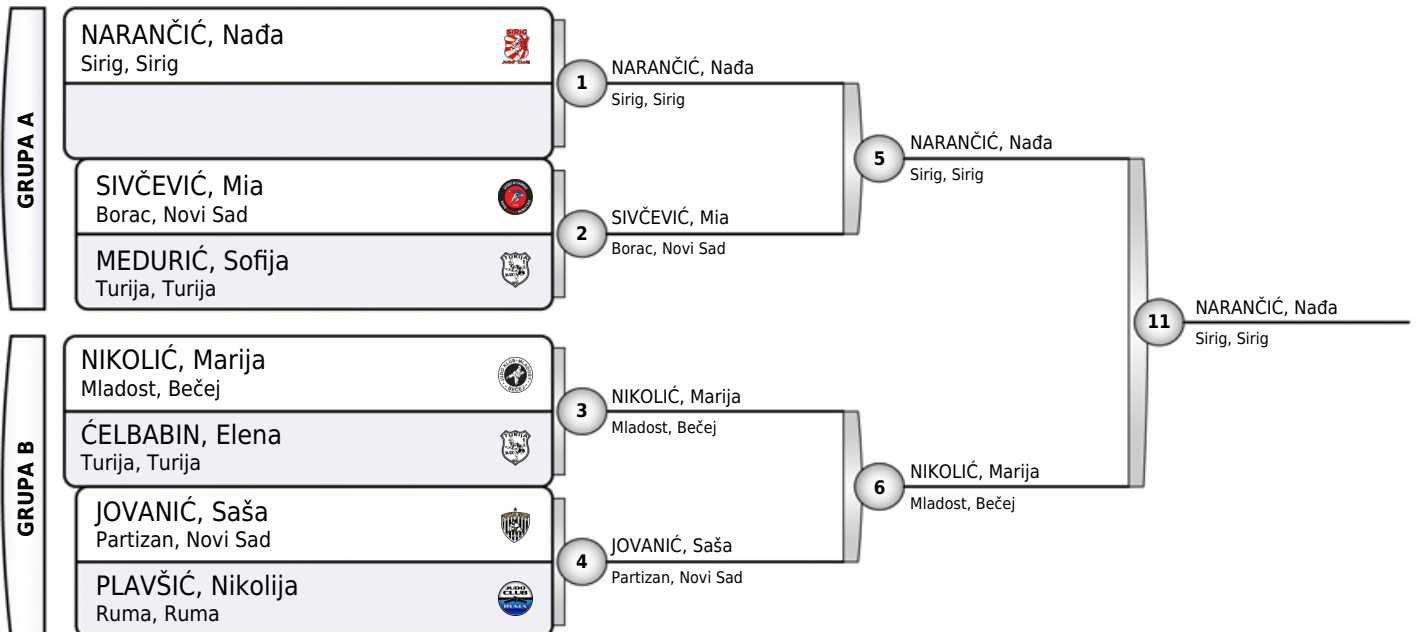 GRUPA A
NARANČIĆ, Nađa
Sirig, Sirig
SIVČEVIĆ, Mia
Borac, Novi Sad
MEDURIĆ, Sofija
Turija, Turija
1
NARANČIĆ, Nađa
Sirig, Sirig
2
SIVČEVIĆ, Mia
Borac, Novi Sad
5
NARANČIĆ, Nađa
Sirig, Sirig
GRUPA B
NIKOLIĆ, Marija
Mladost, Bečej
ĆELBABIN, Elena
Turija, Turija
JOVANIĆ, Saša
Partizan, Novi Sad
PLAVŠIĆ, Nikolija
Ruma, Ruma
JUDO
CLUB
RUMA
3
NIKOLIĆ, Marija
Mladost, Bečej
4
JOVANIĆ, Saša
Partizan, Novi Sad
6
NIKOLIĆ, Marija
Mladost, Bečej
11
NARANČIĆ, Nađa
Sirig, Sirig